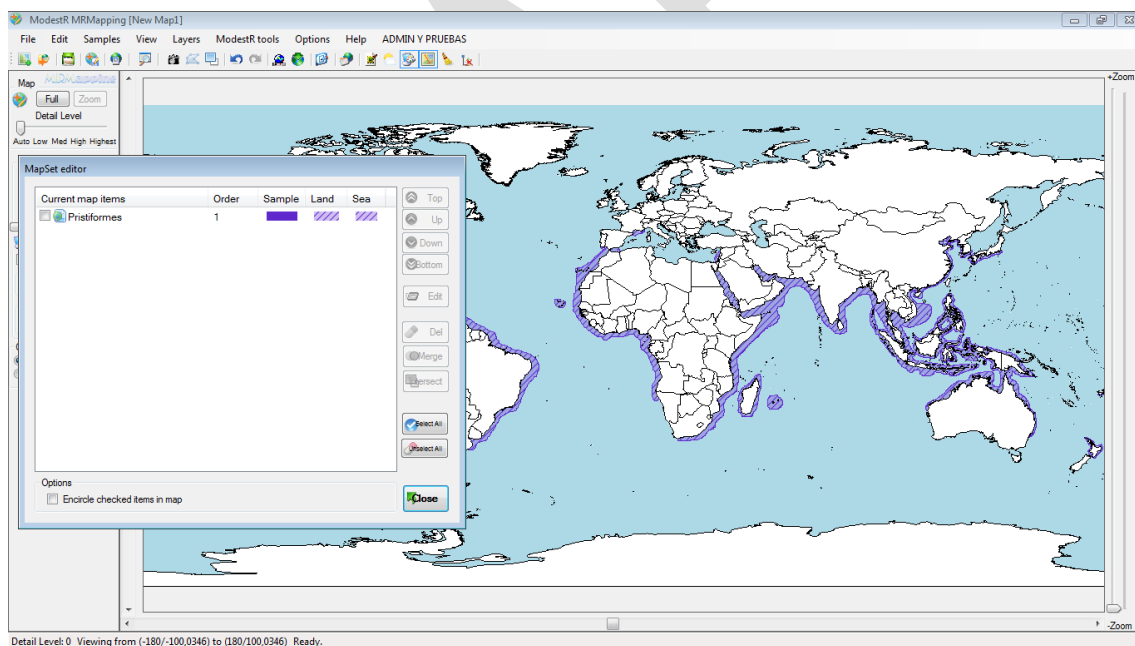 ModestR MRMapping [New Map1]
File Edit Samples View Layers ModestR tools Options Help ADMIN Y PRUEBAS
Map MRMapping
+Zoom
Full Zoom
Detail Level
Auto Low Med High Highest
MapSet editor
Current map items Order Sample Land Sea
Pristiformes 1
Top
Up
Down
Bottom
Edit
Del
Merge
Select All
Unselect All
Options
Encircle checked items in map
Close
-Zoom
Detail Level: 0 Viewing from (-180/-100,0346) to (180/100,0346) Ready.